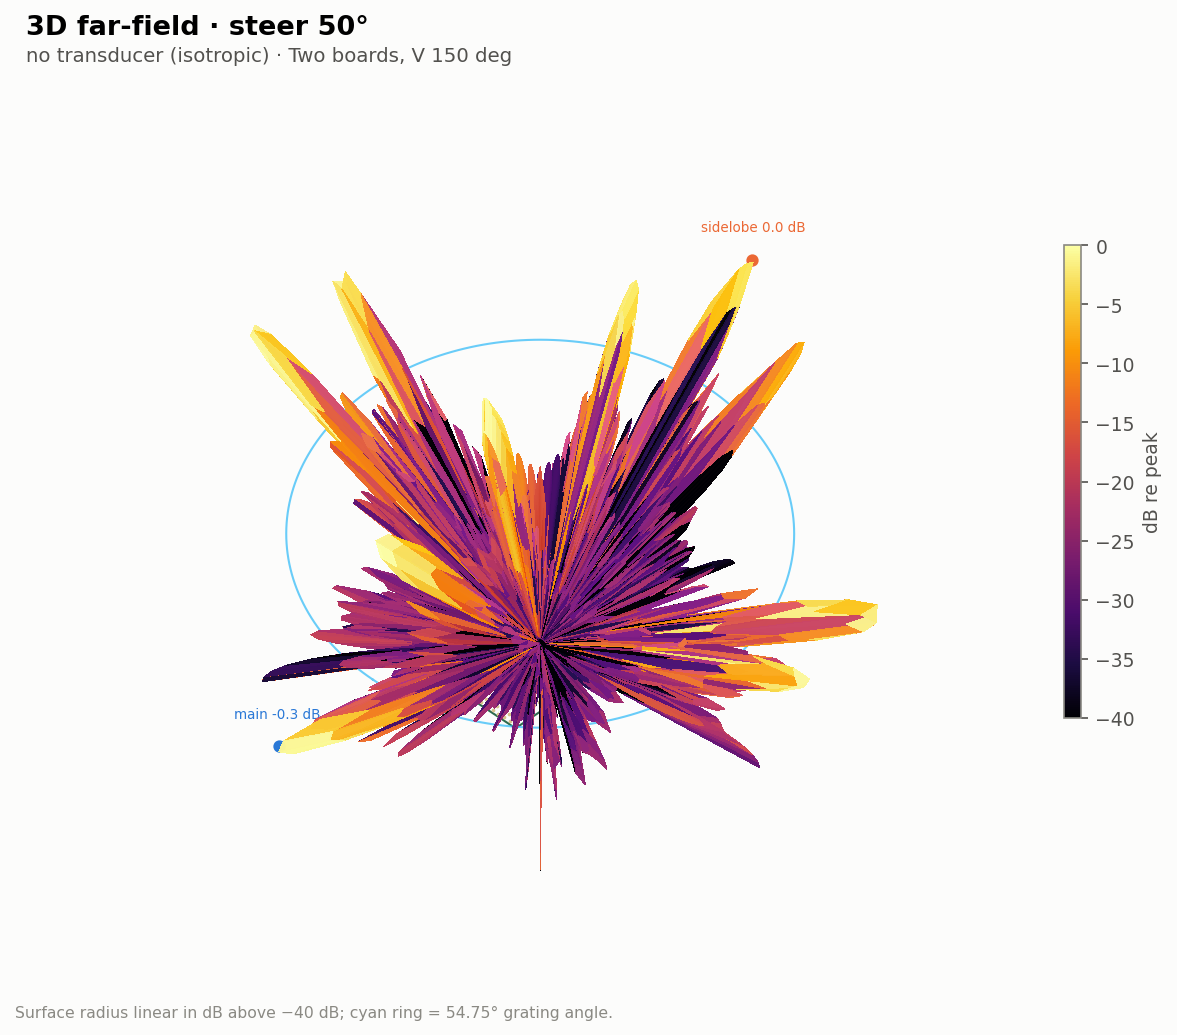 3D far-field · steer 50°
no transducer (isotropic) · Two boards, V 150 deg
sidelobe 0.0 dB
main -0.3 dB
0
−5
−10
−15
−20
−25
−30
−35
−40
dB re peak
Surface radius linear in dB above −40 dB; cyan ring = 54.75° grating angle.